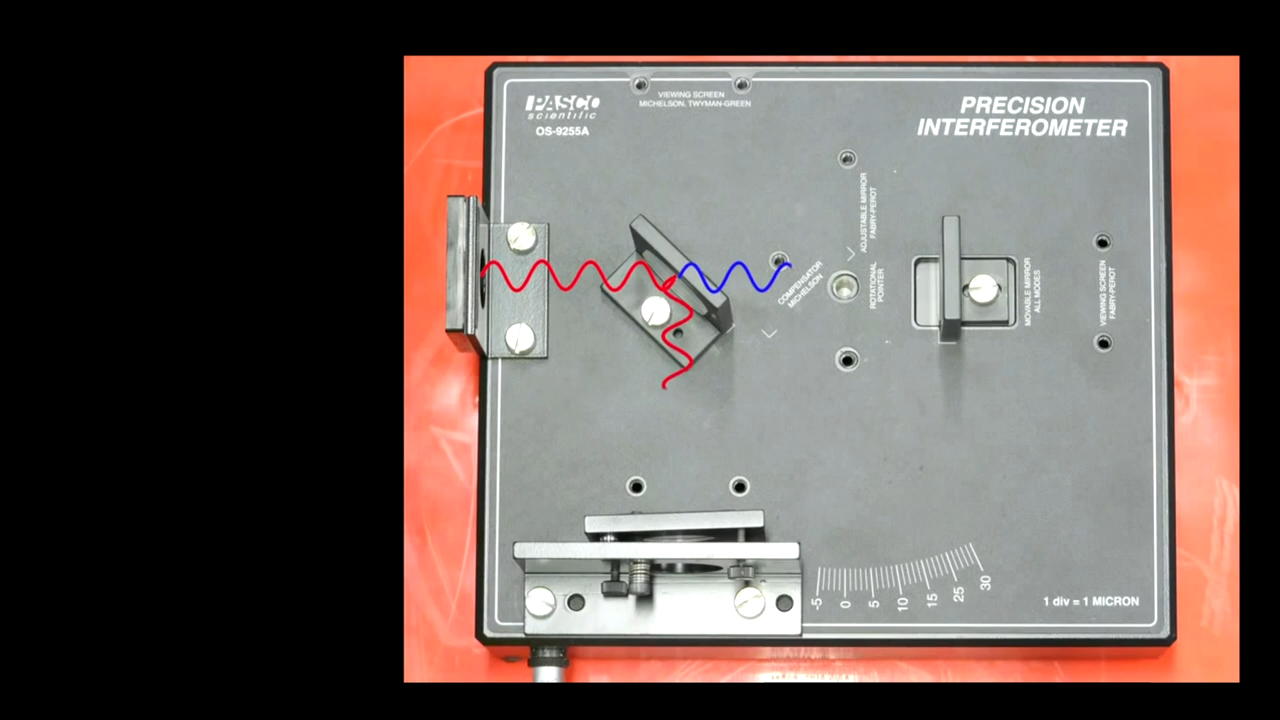 PASCO
scientific
OS-9255A
VIEWING SCREEN
MICHELSON, TWYMAN-GREEN
PRECISION
INTERFEROMETER
ADJUSTABLE MIRROR
FABRY-PEROT
COMPENSATOR
MICHELSON
ROTATIONAL
POINTER
MOVABLE MIRROR
ALL MODES
VIEWING SCREEN
FABRY-PEROT
-5 0 5 10 15 25 30
1 div = 1 MICRON